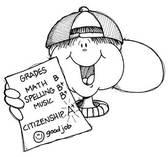 GRADES
MATH B
SPELLING B+
MUSIC B+
CITIZENSHIP A+
good job